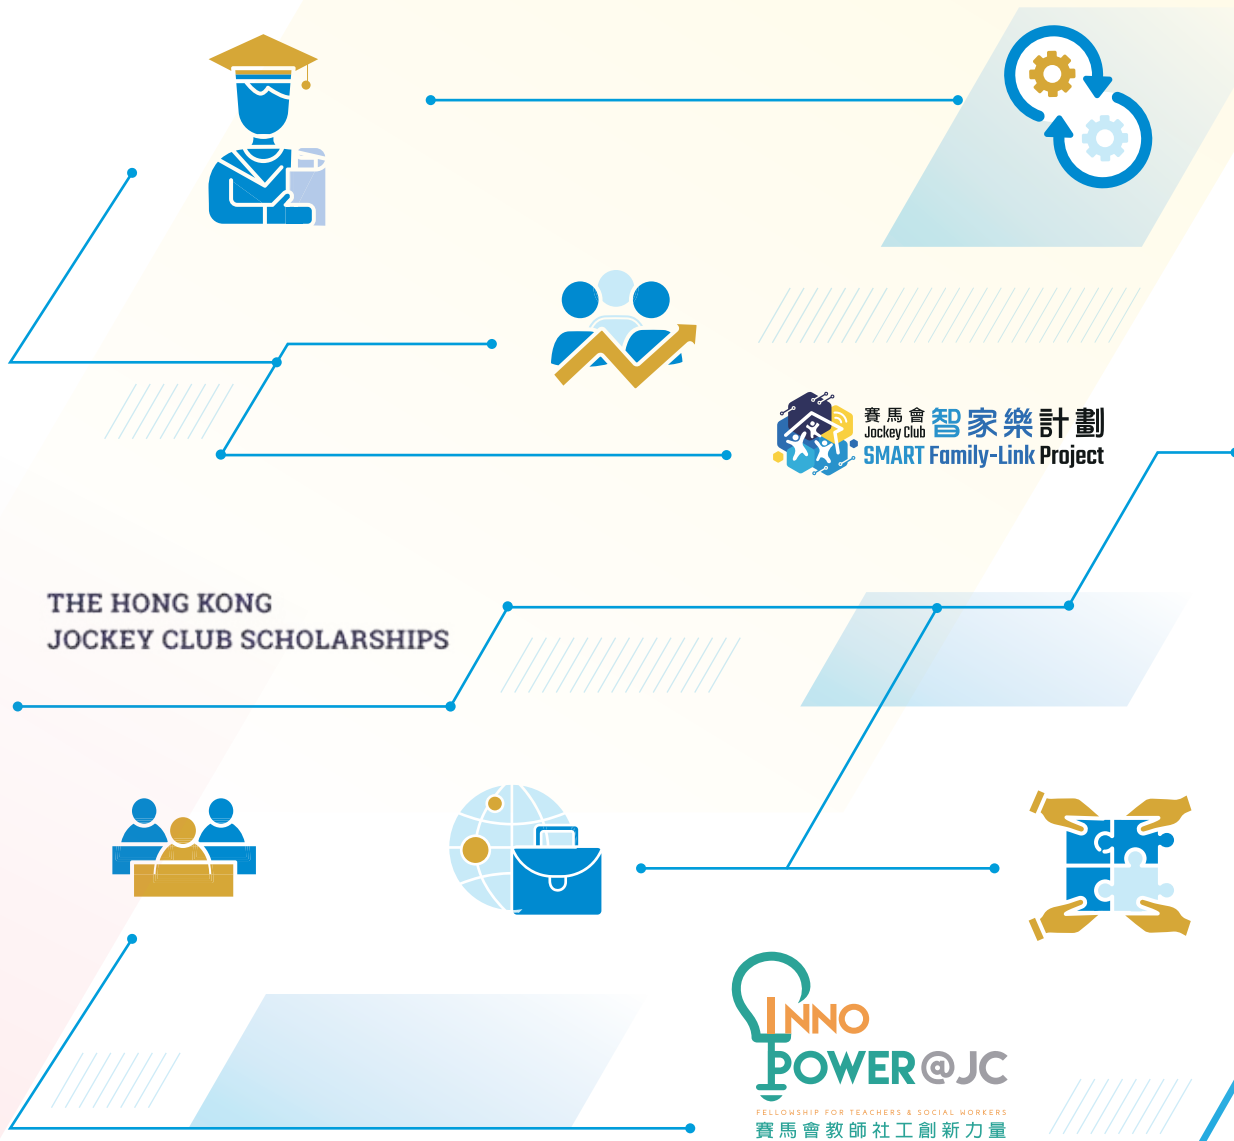 賽馬會 智家樂計劃
Jockey Club
SMART Family-Link Project
THE HONG KONG
JOCKEY CLUB SCHOLARSHIPS
INNO
POWER@JC
FELLOWSHIP FOR TEACHERS & SOCIAL WORKERS
賽馬會教師社工創新力量